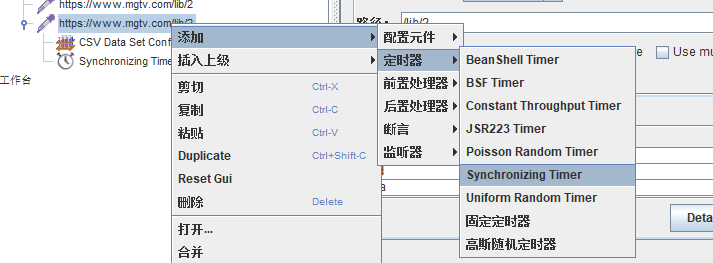 https://www.mgtv.com/lib/2
https://www.mgtv.com/lib/2
CSV Data Set Conf
Synchronizing Time
工作台
路径: /lib/2
Use mu
添加
插入上级
剪切 Ctrl-X
复制 Ctrl-C
粘贴 Ctrl-V
Duplicate Ctrl+Shift-C
Reset Gui
删除 Delete
打开...
合并
配置元件
定时器
前置处理器
后置处理器
断言
监听器
BeanShell Timer
BSF Timer
Constant Throughput Timer
JSR223 Timer
Poisson Random Timer
Synchronizing Timer
Uniform Random Timer
固定定时器
高斯随机定时器
Deta